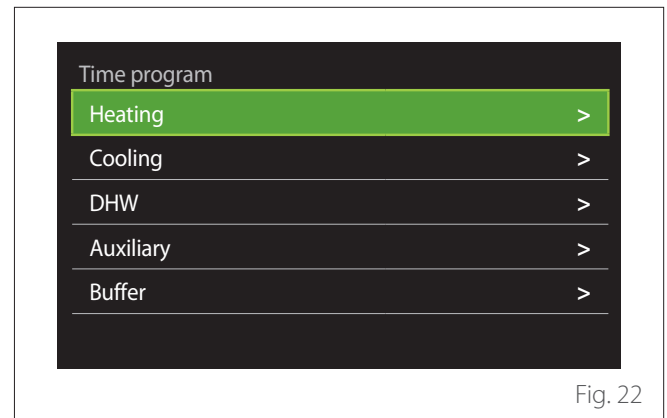 Time program
Heating >
Cooling >
DHW >
Auxiliary >
Buffer >
Fig. 22